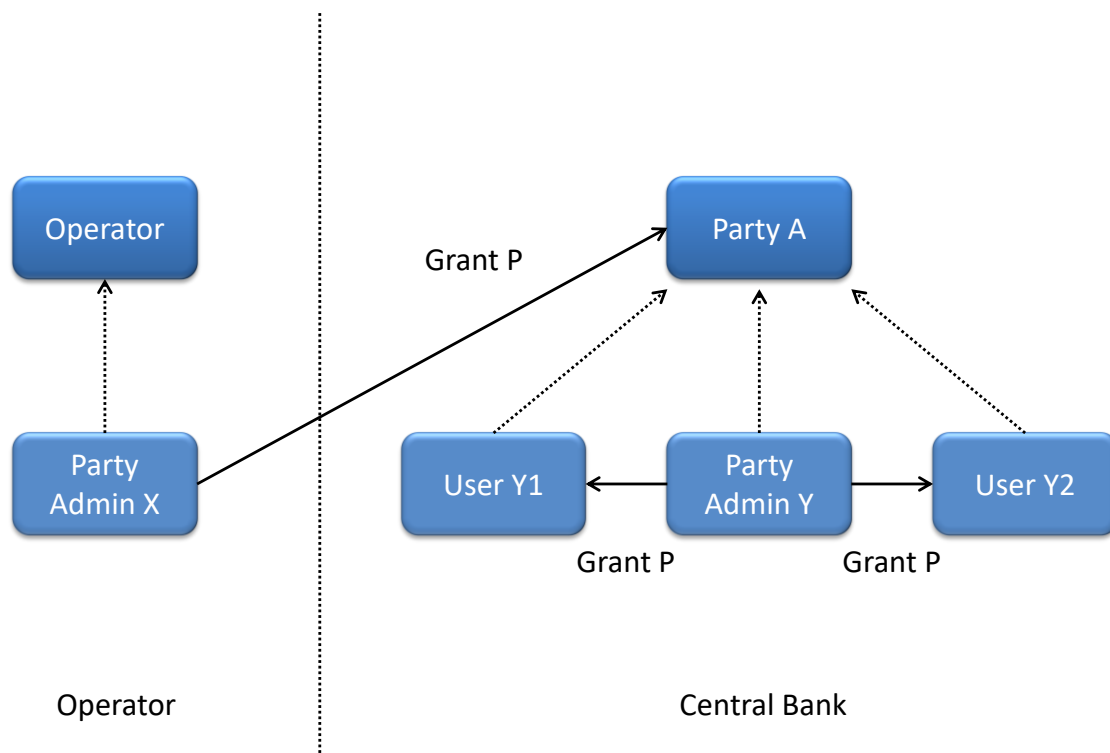 Operator
Party A
Grant P
Party
Admin X
User Y1
Party
Admin Y
User Y2
Grant P
Grant P
Operator
Central Bank